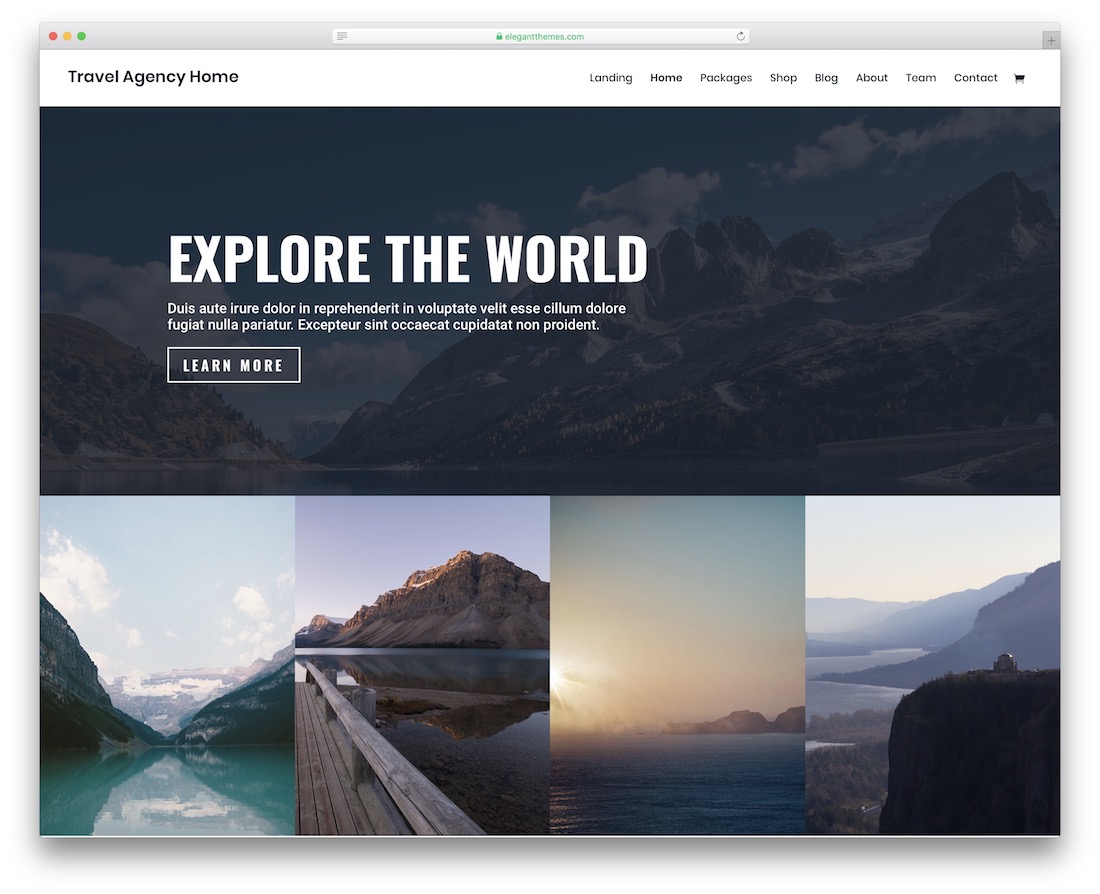 elegantthemes.com
Travel Agency Home
Landing Home Packages Shop Blog About Team Contact
EXPLORE THE WORLD
Duis aute irure dolor in reprehenderit in voluptate velit esse cillum dolore
fugiat nulla pariatur. Excepteur sint occaecat cupidatat non proident.
LEARN MORE